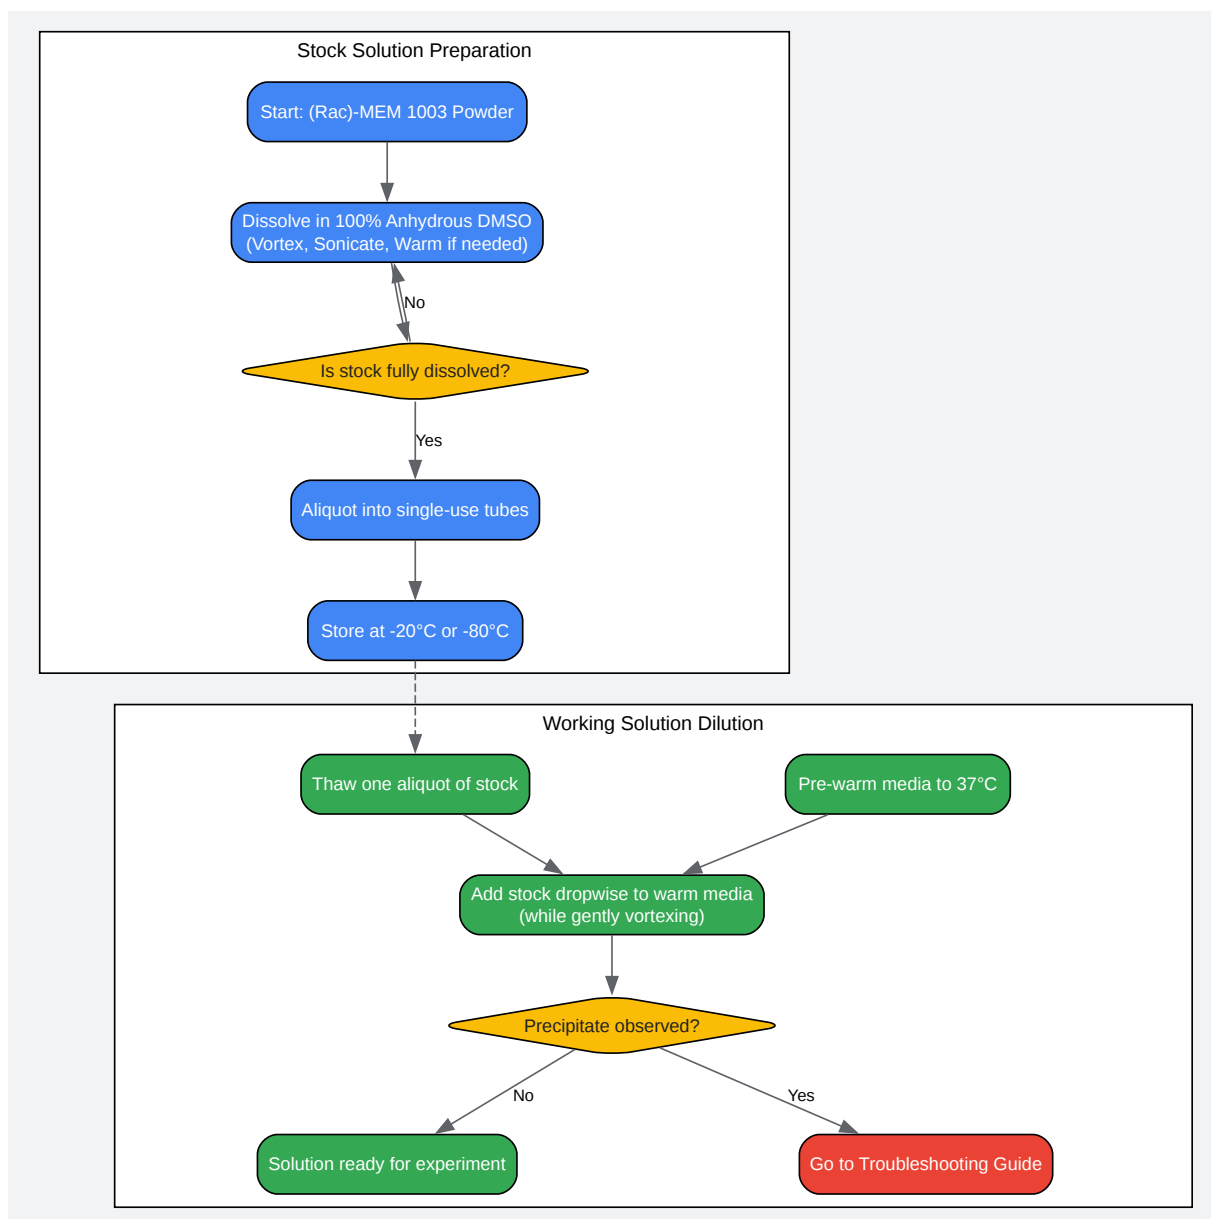 Stock Solution Preparation
Start: (Rac)-MEM 1003 Powder
Dissolve in 100% Anhydrous DMSO
(Vortex, Sonicate, Warm if needed)
No
Is stock fully dissolved?
Yes
Aliquot into single-use tubes
Store at -20°C or -80°C
Working Solution Dilution
Thaw one aliquot of stock
Pre-warm media to 37°C
Add stock dropwise to warm media
(while gently vortexing)
Precipitate observed?
No
Yes
Solution ready for experiment
Go to Troubleshooting Guide